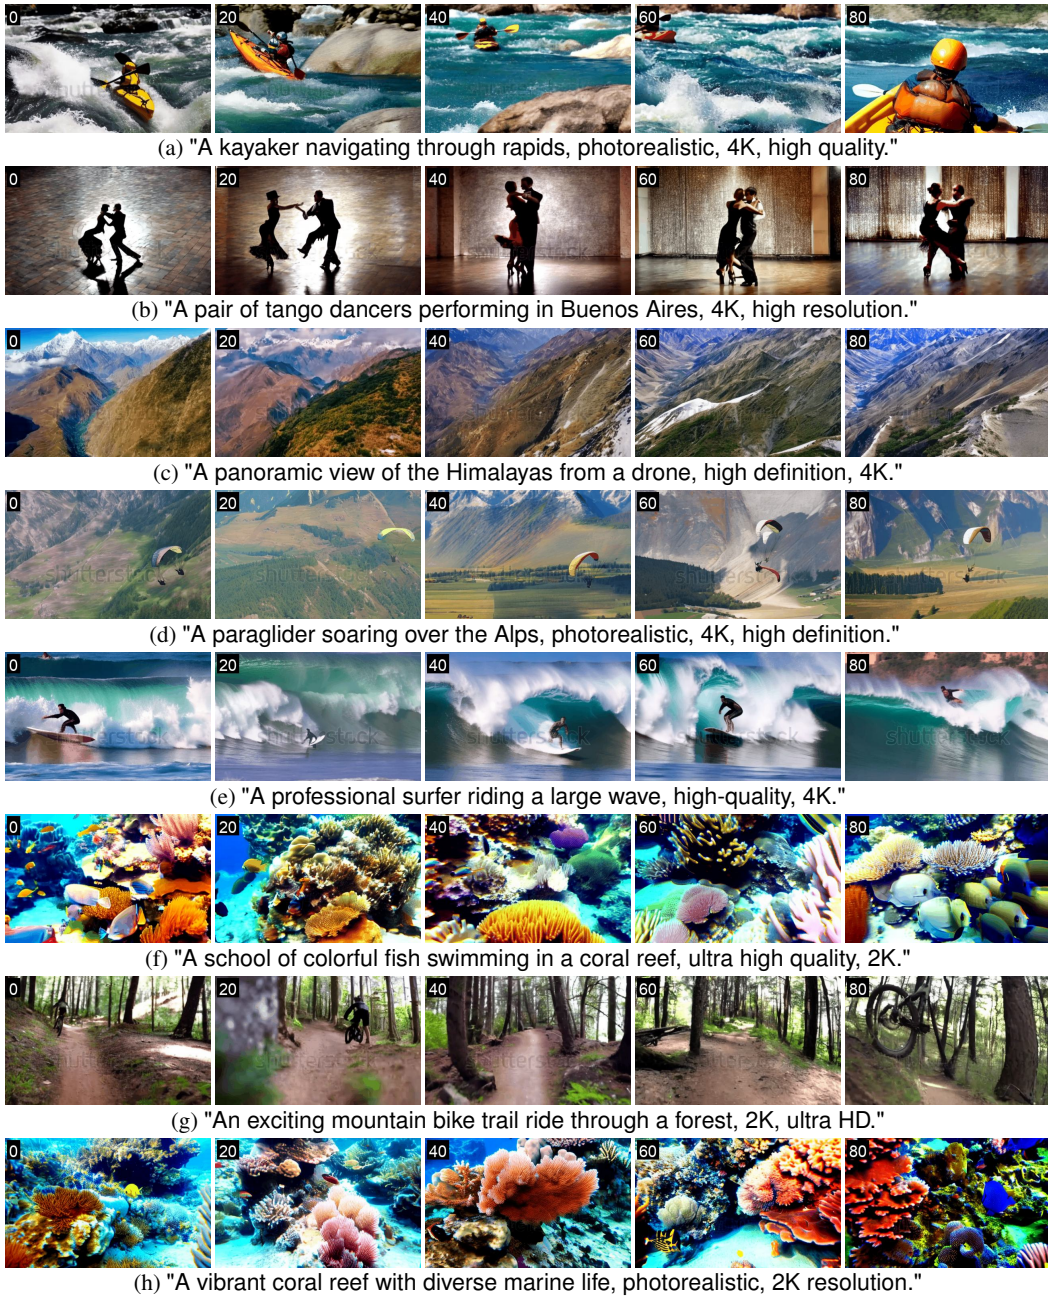 0 20 40 60 80
shutterstock
(a) "A kayaker navigating through rapids, photorealistic, 4K, high quality."
0 20 40 60 80
(b) "A pair of tango dancers performing in Buenos Aires, 4K, high resolution."
0 20 40 60 80
(c) "A panoramic view of the Himalayas from a drone, high definition, 4K."
0 20 40 60 80
shutterstock shutterstock shutterstock
(d) "A paraglider soaring over the Alps, photorealistic, 4K, high definition."
0 20 40 60 80
shutterstock shutterstock
(e) "A professional surfer riding a large wave, high-quality, 4K."
0 20 40 60 80
(f) "A school of colorful fish swimming in a coral reef, ultra high quality, 2K."
0 20 40 60 80
(g) "An exciting mountain bike trail ride through a forest, 2K, ultra HD."
0 20 40 60 80
(h) "A vibrant coral reef with diverse marine life, photorealistic, 2K resolution."